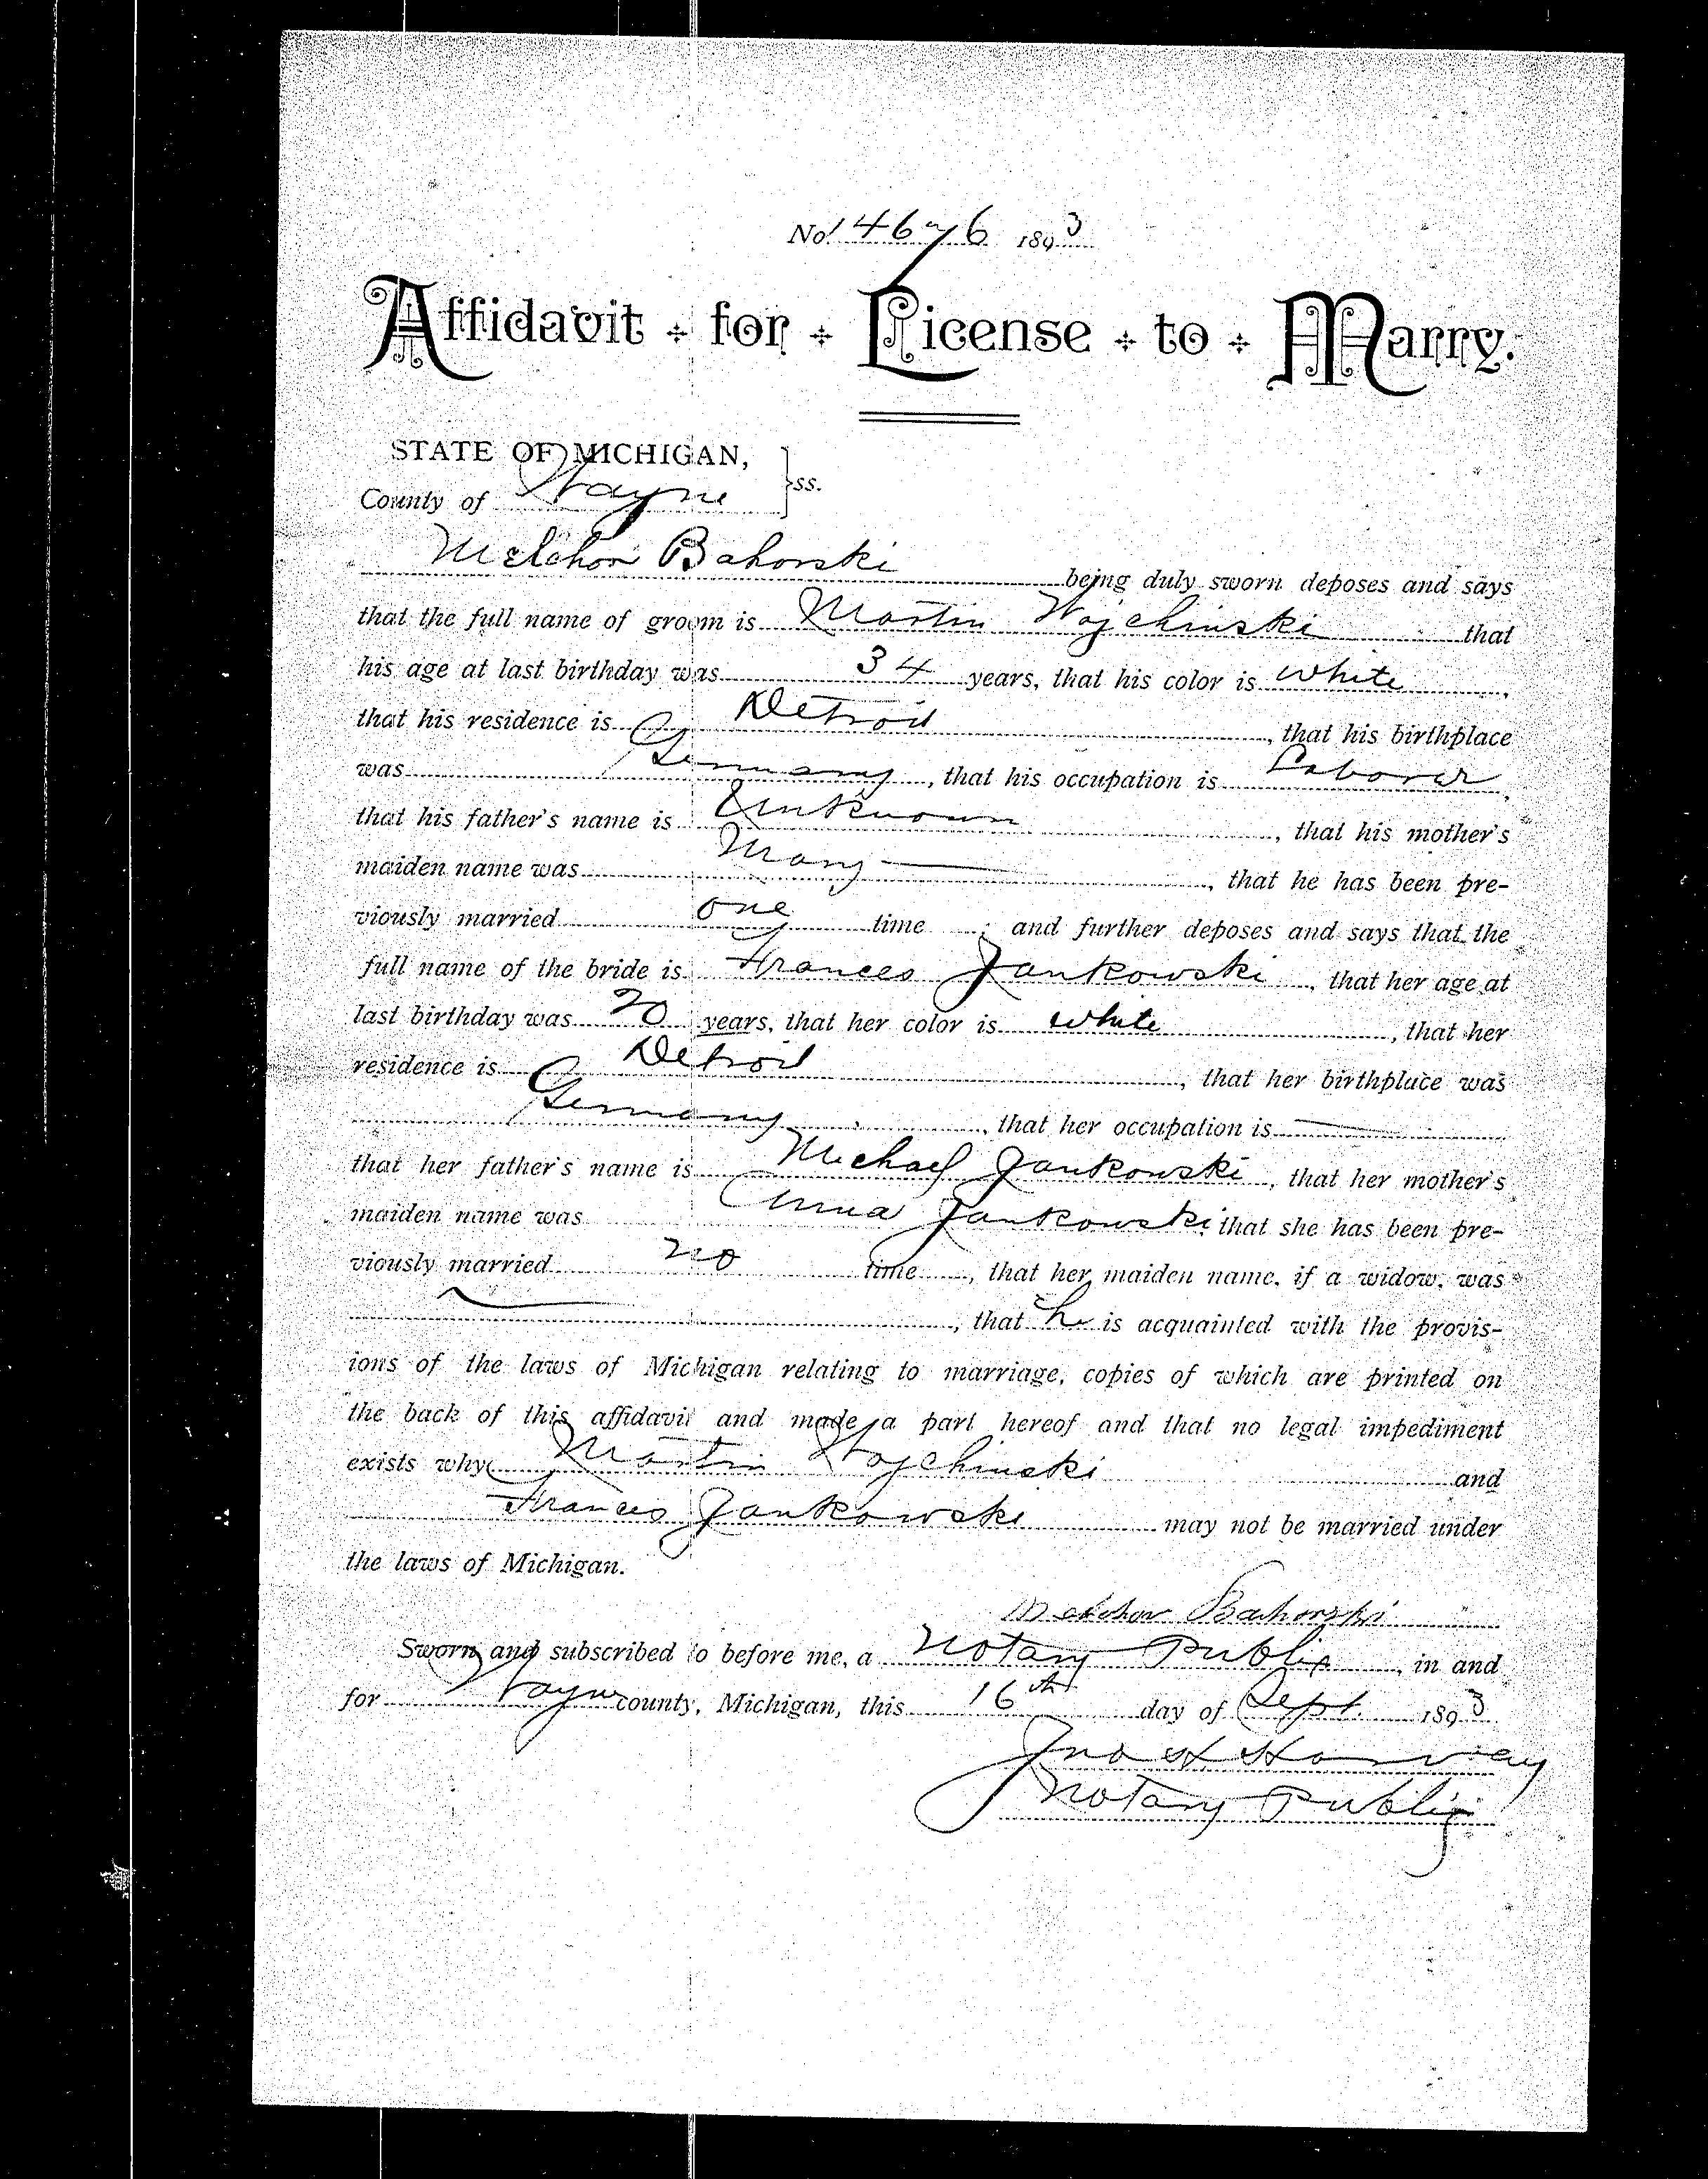 No. 14676 1893
Affidavit for License to Marry.
STATE OF MICHIGAN,
County of Wayne ss.
Melchor Bahorski being duly sworn deposes and says
that the full name of groom is Martin Wojchinski that
his age at last birthday was 34 years, that his color is white,
that his residence is Detroit, that his birthplace
was Germany, that his occupation is Laborer,
that his father's name is Unknown, that his mother's
maiden name was Mary —, that he has been pre-
viously married one time; and further deposes and says that the
full name of the bride is Frances Jankowski, that her age at
last birthday was 20 years, that her color is white, that her
residence is Detroit, that her birthplace was
Germany, that her occupation is —
that her father's name is Michael Jankowski, that her mother's
maiden name was Anna Jankowski, that she has been pre-
viously married no time, that her maiden name, if a widow, was
—, that he is acquainted with the provis-
ions of the laws of Michigan relating to marriage, copies of which are printed on
the back of this affidavit and made a part hereof and that no legal impediment
exists why Martin Wojchinski and
Frances Jankowski may not be married under
the laws of Michigan.
Melchor Bahorski
Sworn and subscribed to before me, a Notary Public, in and
for Wayne county, Michigan, this 16th day of Sept. 1893
Jno H Harvey
Notary Public